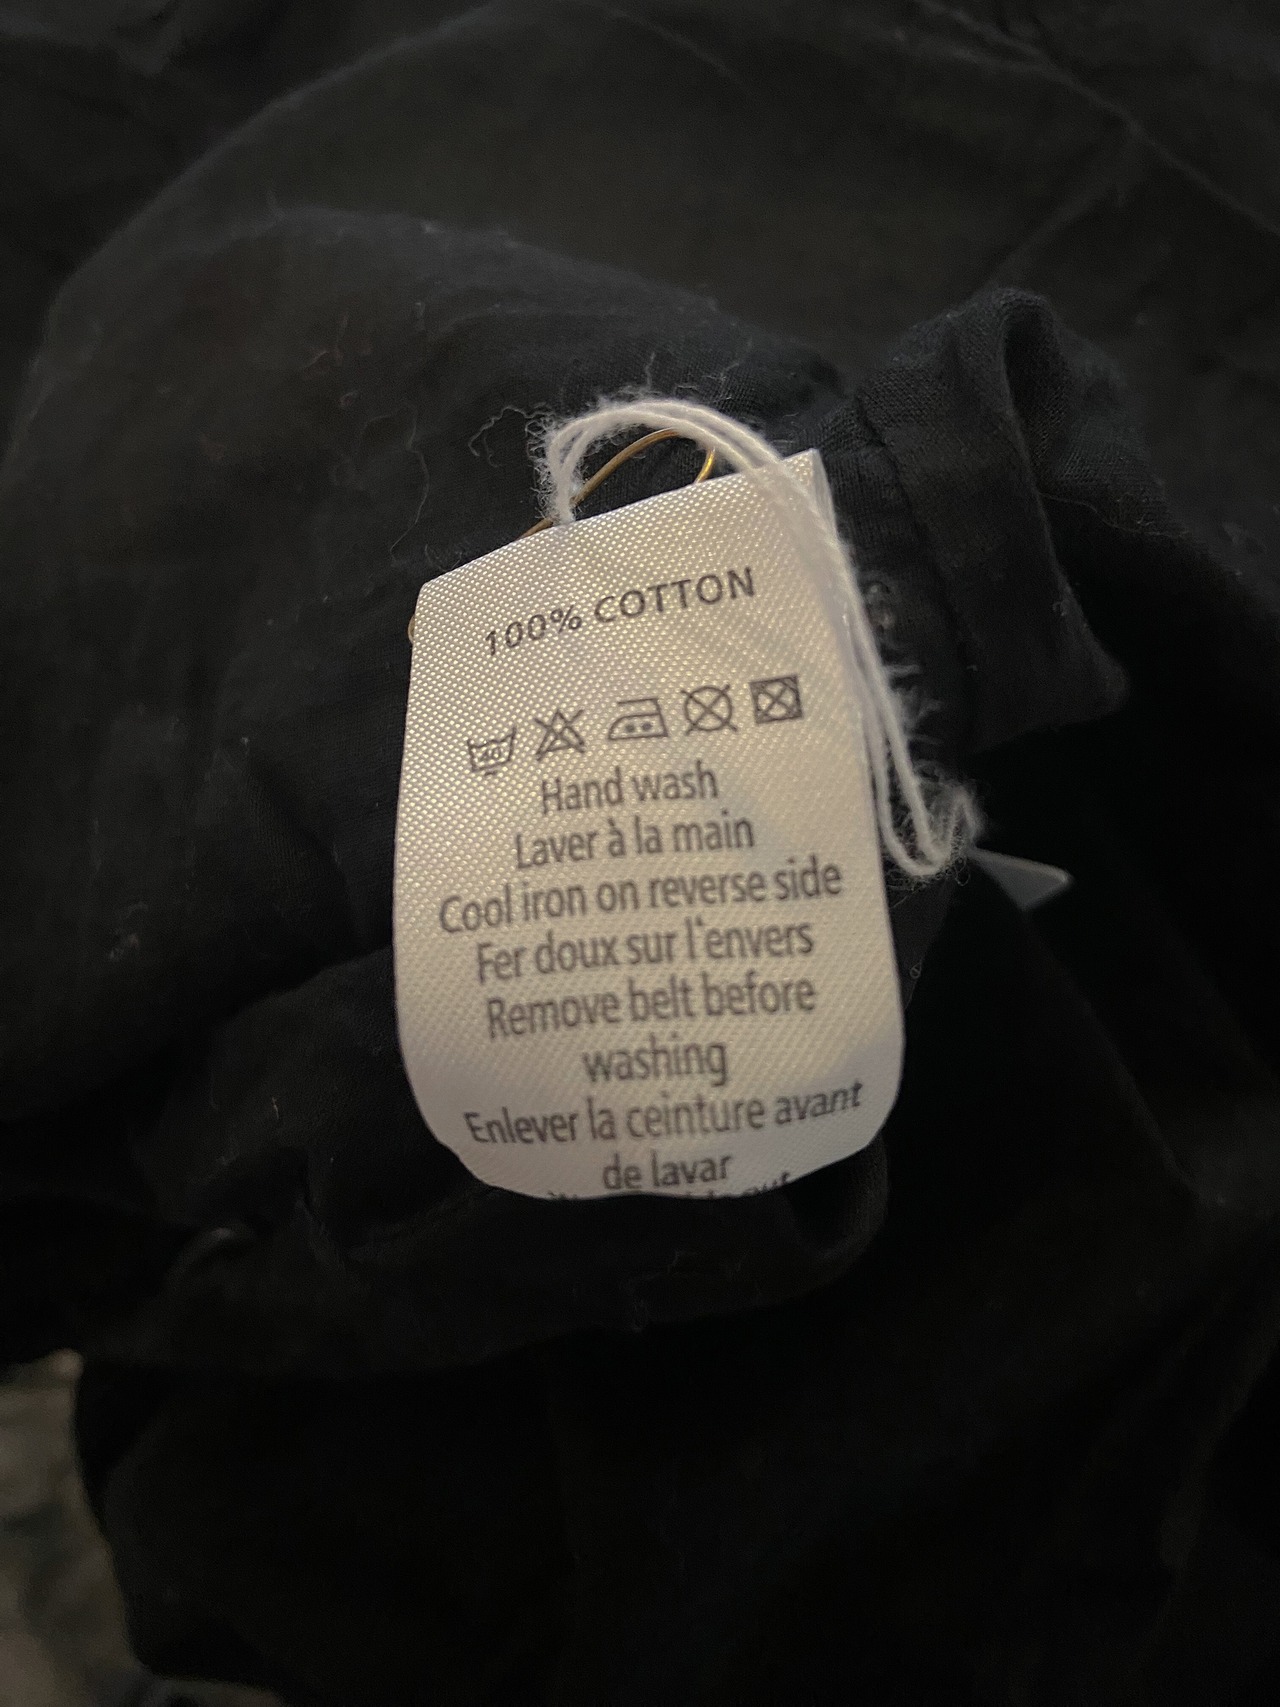 100% COTTON
40
Hand wash
Laver à la main
Cool iron on reverse side
Fer doux sur l'envers
Remove belt before
washing
Enlever la ceinture avant
de lavar